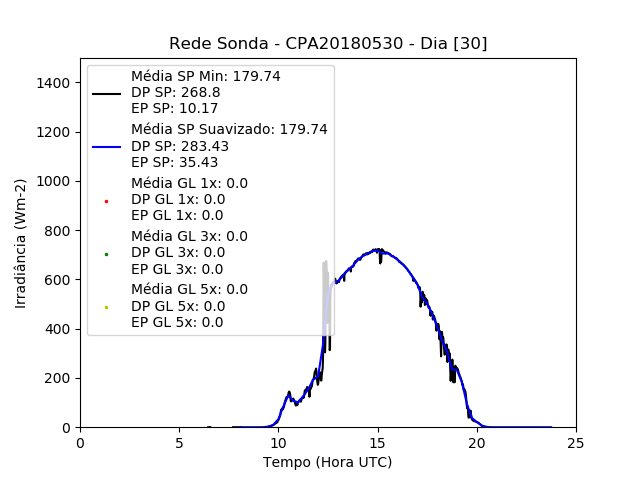 Rede Sonda - CPA20180530 - Dia [30]
Média SP Min: 179.74
DP SP: 268.8
EP SP: 10.17
Média SP Suavizado: 179.74
DP SP: 283.43
EP SP: 35.43
Média GL 1x: 0.0
DP GL 1x: 0.0
EP GL 1x: 0.0
Média GL 3x: 0.0
DP GL 3x: 0.0
EP GL 3x: 0.0
Média GL 5x: 0.0
DP GL 5x: 0.0
EP GL 5x: 0.0
Irradiância (Wm-2)
1400
1200
1000
800
600
400
200
0
0 5 10 15 20 25
Tempo (Hora UTC)